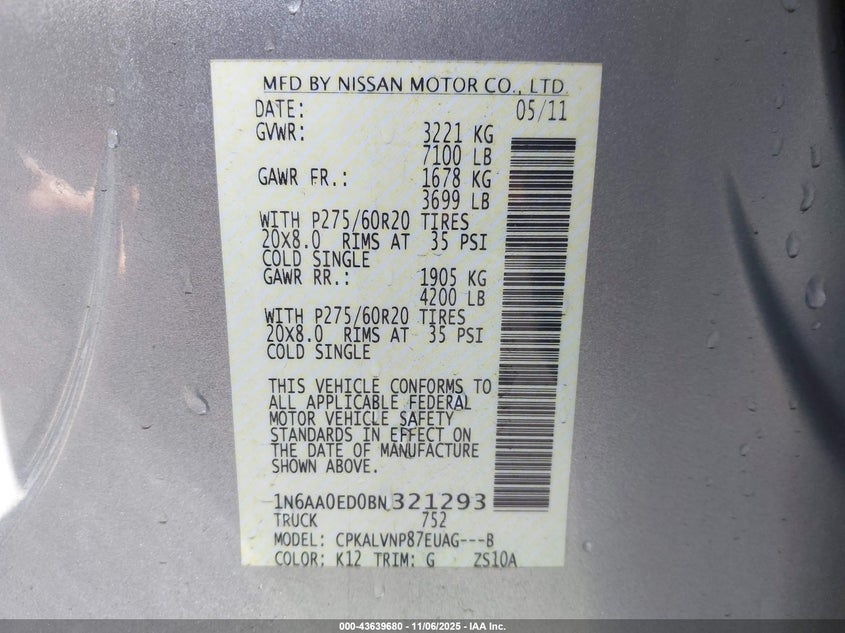 MFD BY NISSAN MOTOR CO., LTD.
DATE: 05/11
GVWR: 3221 KG
7100 LB
GAWR FR.: 1678 KG
3699 LB
WITH P275/60R20 TIRES
20X8.0 RIMS AT 35 PSI
COLD SINGLE
GAWR RR.: 1905 KG
4200 LB
WITH P275/60R20 TIRES
20X8.0 RIMS AT 35 PSI
COLD SINGLE
THIS VEHICLE CONFORMS TO
ALL APPLICABLE FEDERAL
MOTOR VEHICLE SAFETY
STANDARDS IN EFFECT ON
THE DATE OF MANUFACTURE
SHOWN ABOVE.
1N6AA0ED0BN321293
TRUCK 752
MODEL: CPKALVNP87EUAG---B
COLOR: K12 TRIM: G ZS10A
000-43639680 - 11/06/2025 - IAA Inc.